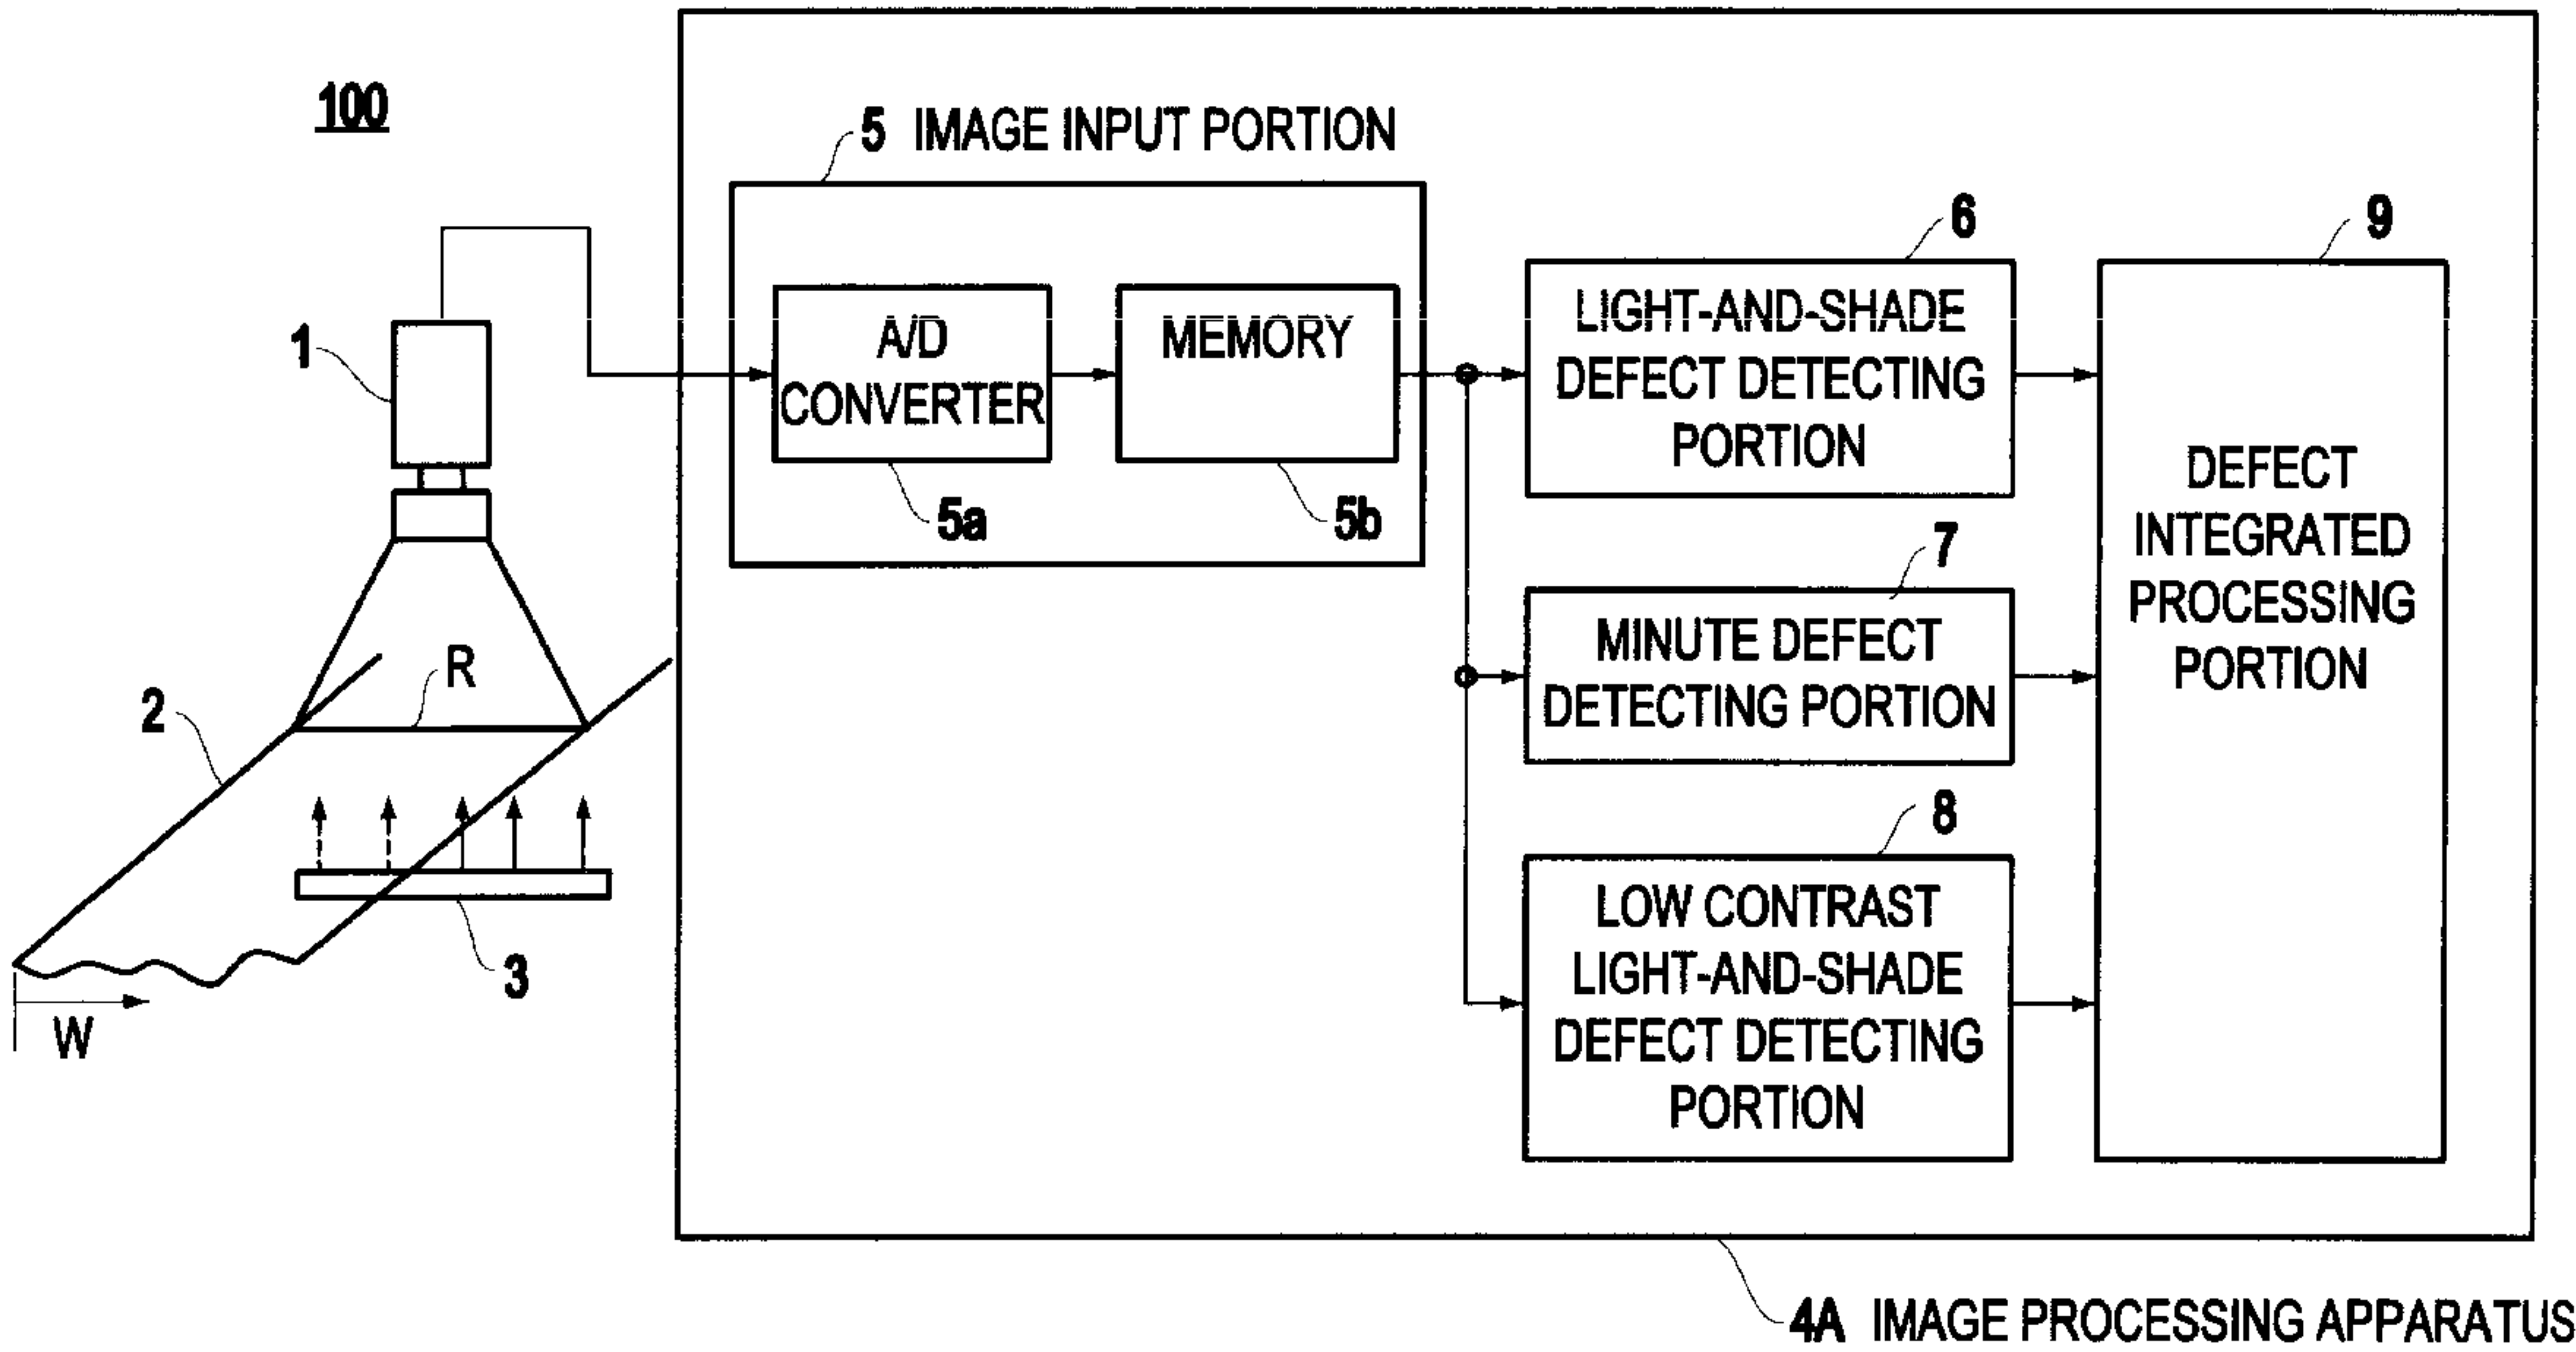 100
5 IMAGE INPUT PORTION
6
9
1
A/D
CONVERTER
MEMORY
LIGHT-AND-SHADE
DEFECT DETECTING
PORTION
5a
5b
DEFECT
INTEGRATED
PROCESSING
PORTION
7
MINUTE DEFECT
DETECTING PORTION
R
2
8
LOW CONTRAST
LIGHT-AND-SHADE
DEFECT DETECTING
PORTION
3
W
4A IMAGE PROCESSING APPARATUS